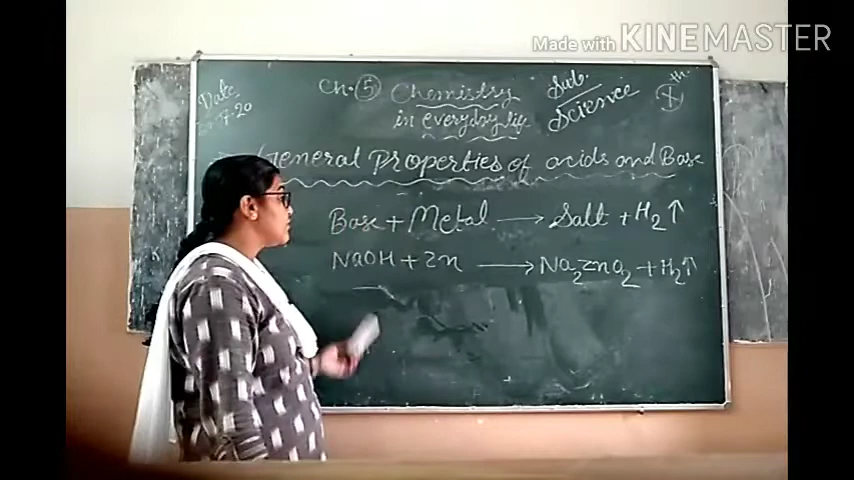 Made with KINEMASTER
Date
Ch. 5 Chemistry
in everyday life
Sub.
Science
X th
General Properties of acids and Base
Base + Metal → Salt + H2 ↑
NaOH + Zn → Na2ZnO2 + H2 ↑